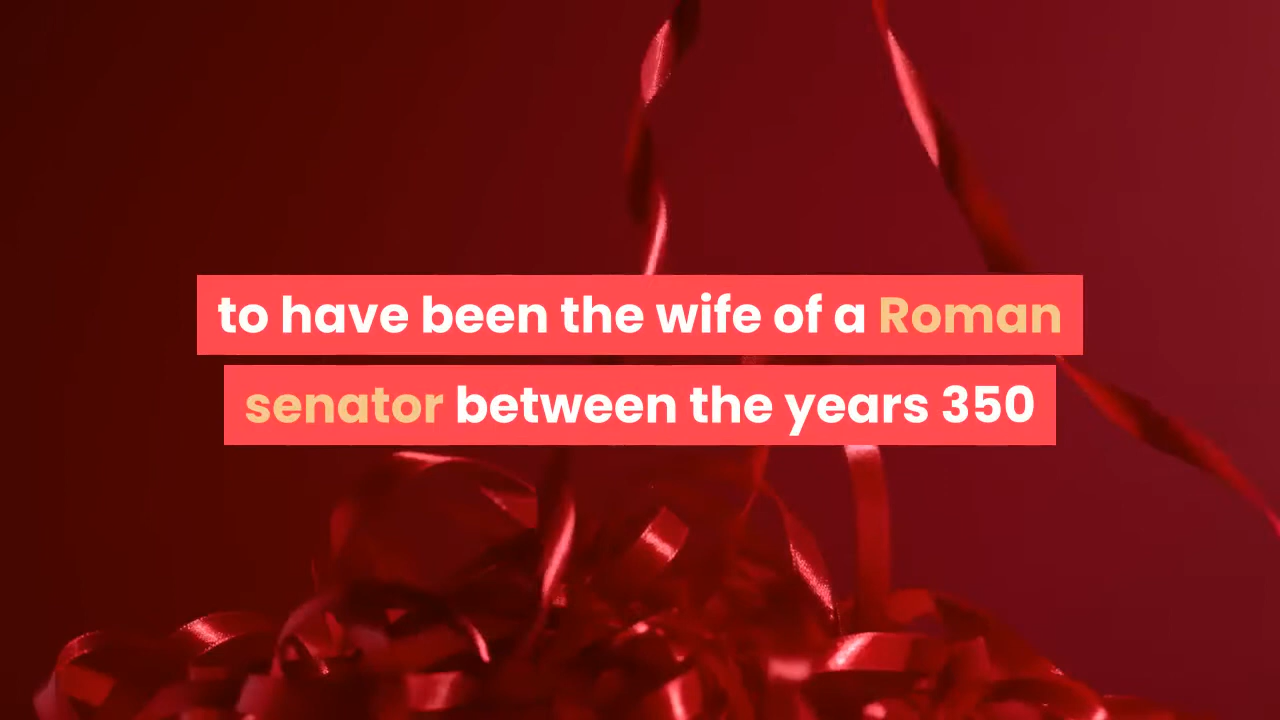 to have been the wife of a Roman
senator between the years 350